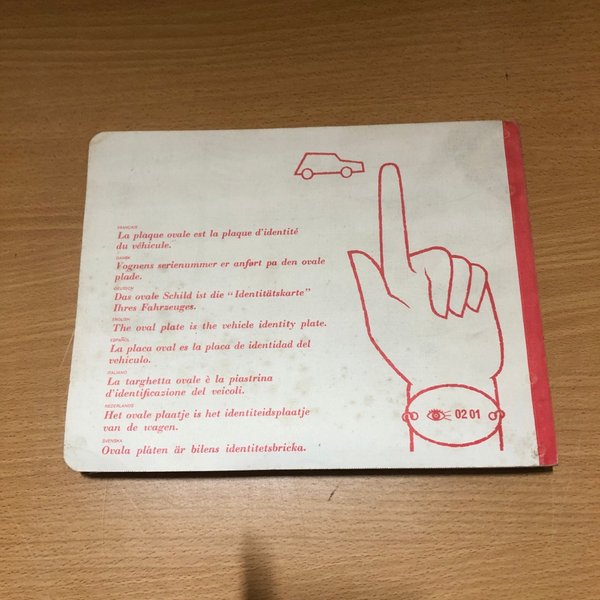 FRANÇAIS
La plaque ovale est la plaque d'identité
du véhicule.
DANSK
Vognens serienummer er anført pa den ovale
plade.
DEUTSCH
Das ovale Schild ist die "Identitätskarte"
Ihres Fahrzeuges.
ENGLISH
The oval plate is the vehicle identity plate.
ESPAÑOL
La placa oval es la placa de identidad del
vehiculo.
ITALIANO
La targhetta ovale è la piastrina
d'identificazione del veicoli.
NEDERLANDS
Het ovale plaatje is het identiteidsplaatje
van de wagen.
SVENSKA
Ovala plåten är bilens identitetsbricka.
02 01